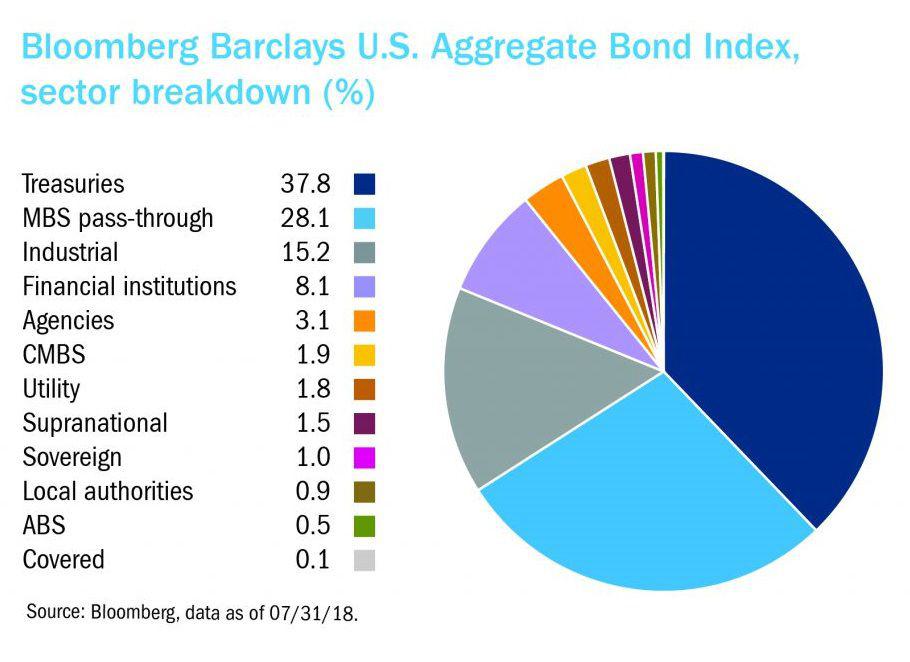 Bloomberg Barclays U.S. Aggregate Bond Index,
sector breakdown (%)
Treasuries 37.8
MBS pass-through 28.1
Industrial 15.2
Financial institutions 8.1
Agencies 3.1
CMBS 1.9
Utility 1.8
Supranational 1.5
Sovereign 1.0
Local authorities 0.9
ABS 0.5
Covered 0.1
Source: Bloomberg, data as of 07/31/18.